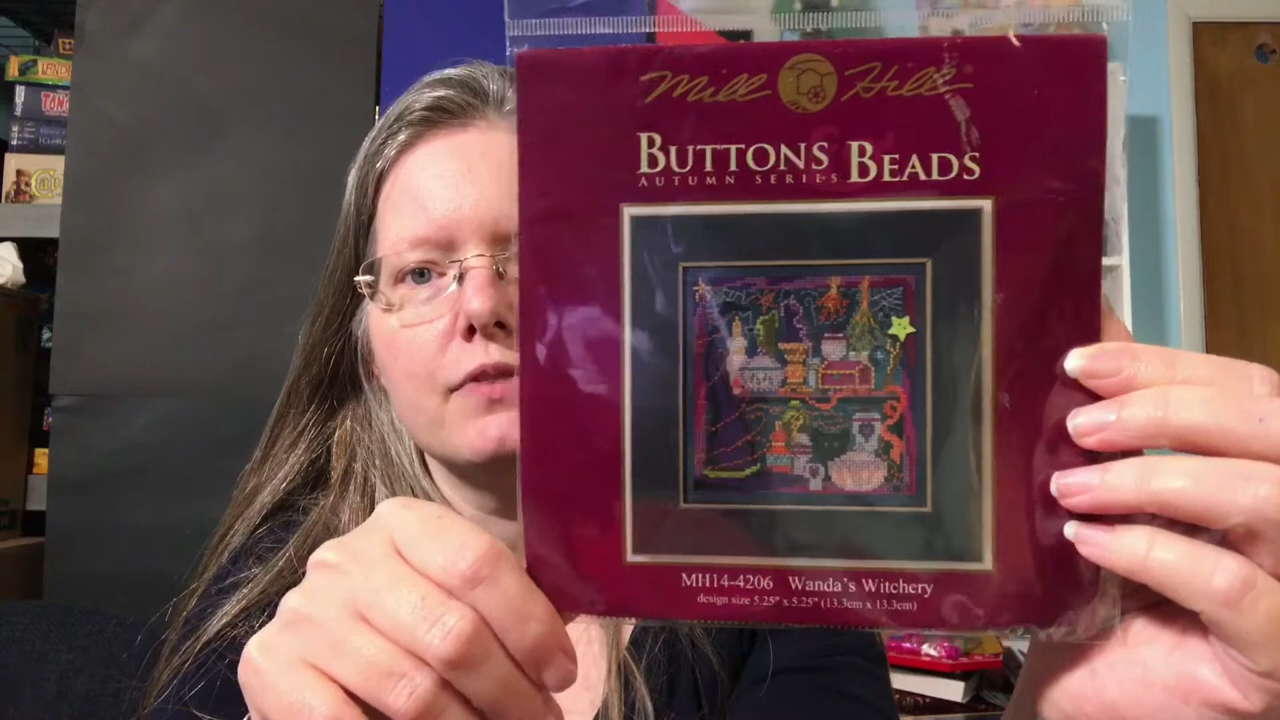 Mill Hill
BUTTONS BEADS
AUTUMN SERIES
MH14-4206 Wanda's Witchery
design size 5.25" x 5.25" (13.3cm x 13.3cm)